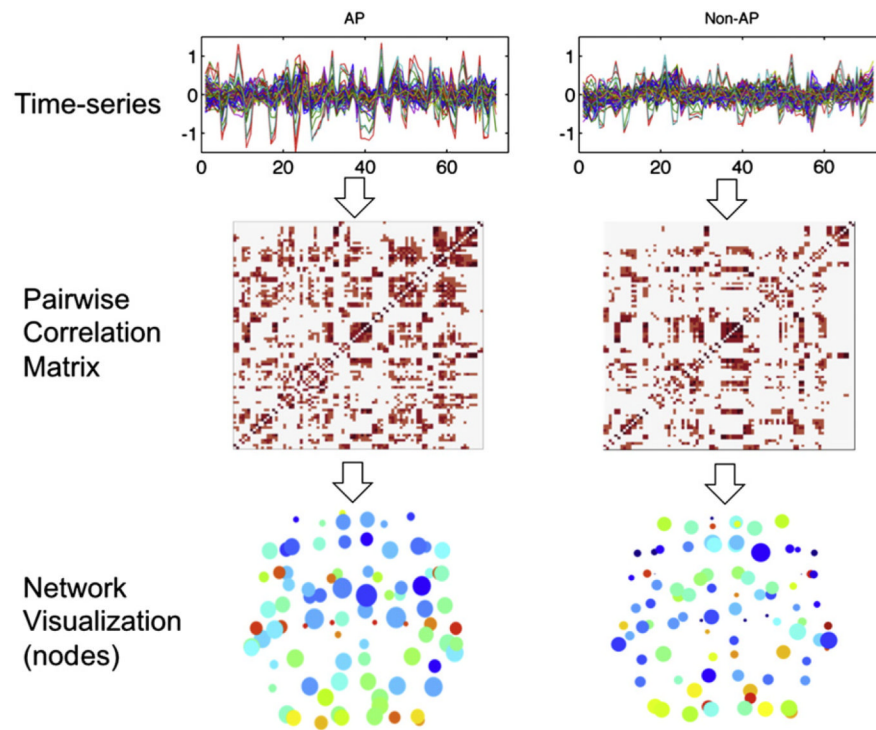 AP
Non-AP
Time-series
1
0
-1
0
20
40
60
1
0
-1
0
20
40
60
Pairwise
Correlation
Matrix
Network
Visualization
(nodes)